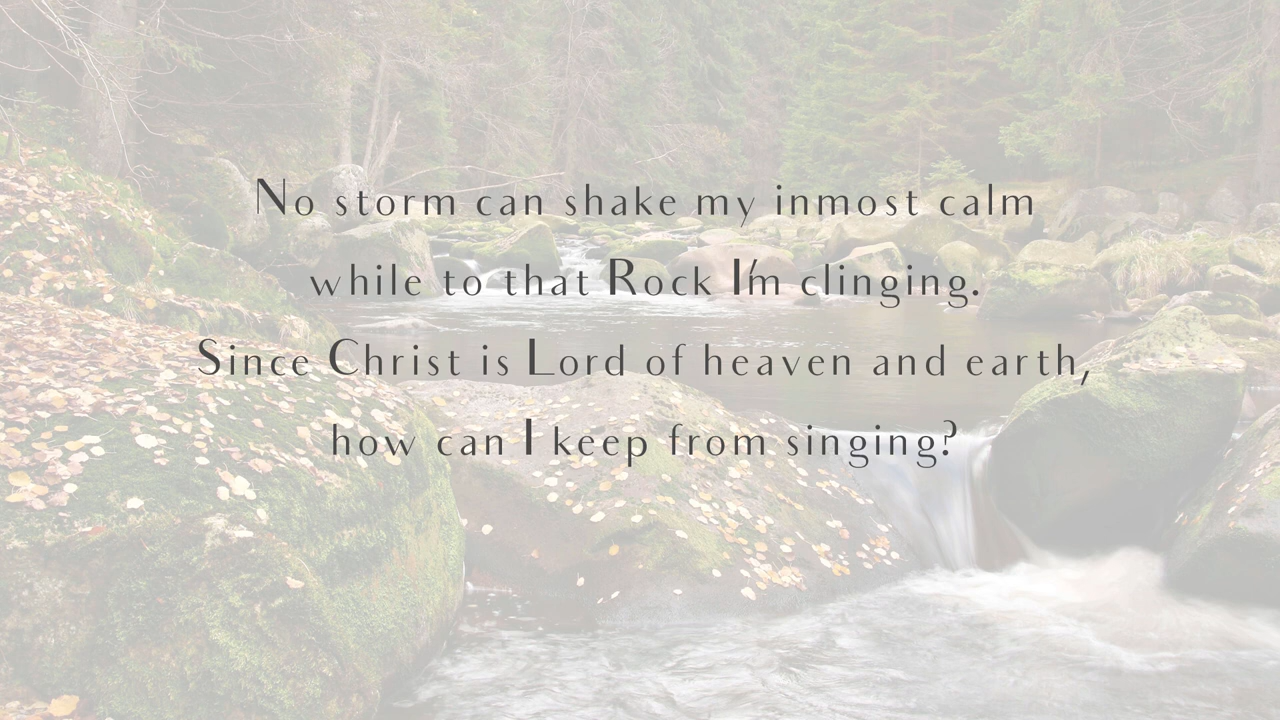 No storm can shake my inmost calm
while to that Rock I'm clinging.
Since Christ is Lord of heaven and earth,
how can I keep from singing?